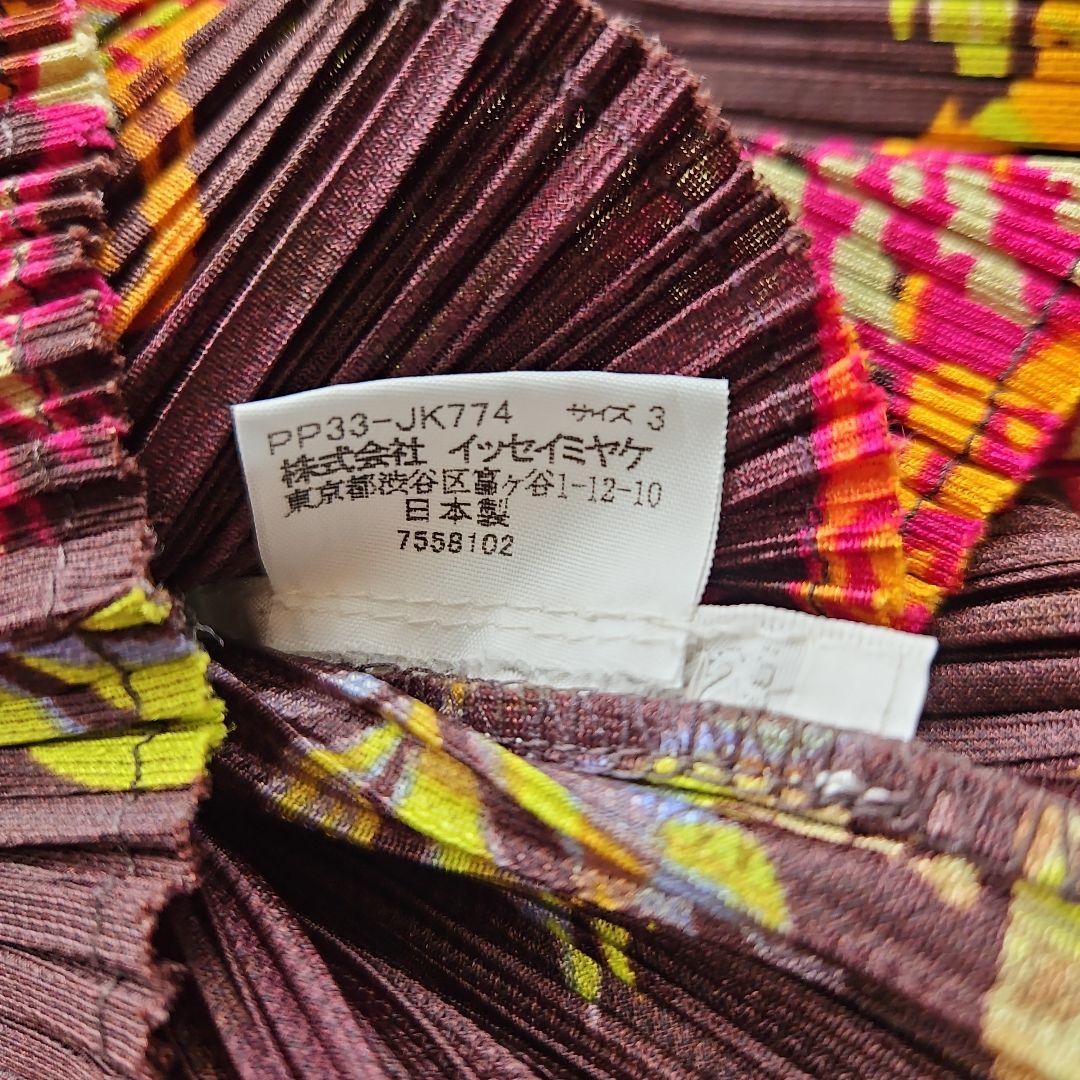 PP33-JK774 サイズ 3
株式会社 イッセイミヤケ
東京都渋谷区富ヶ谷1-12-10
日本製
7558102